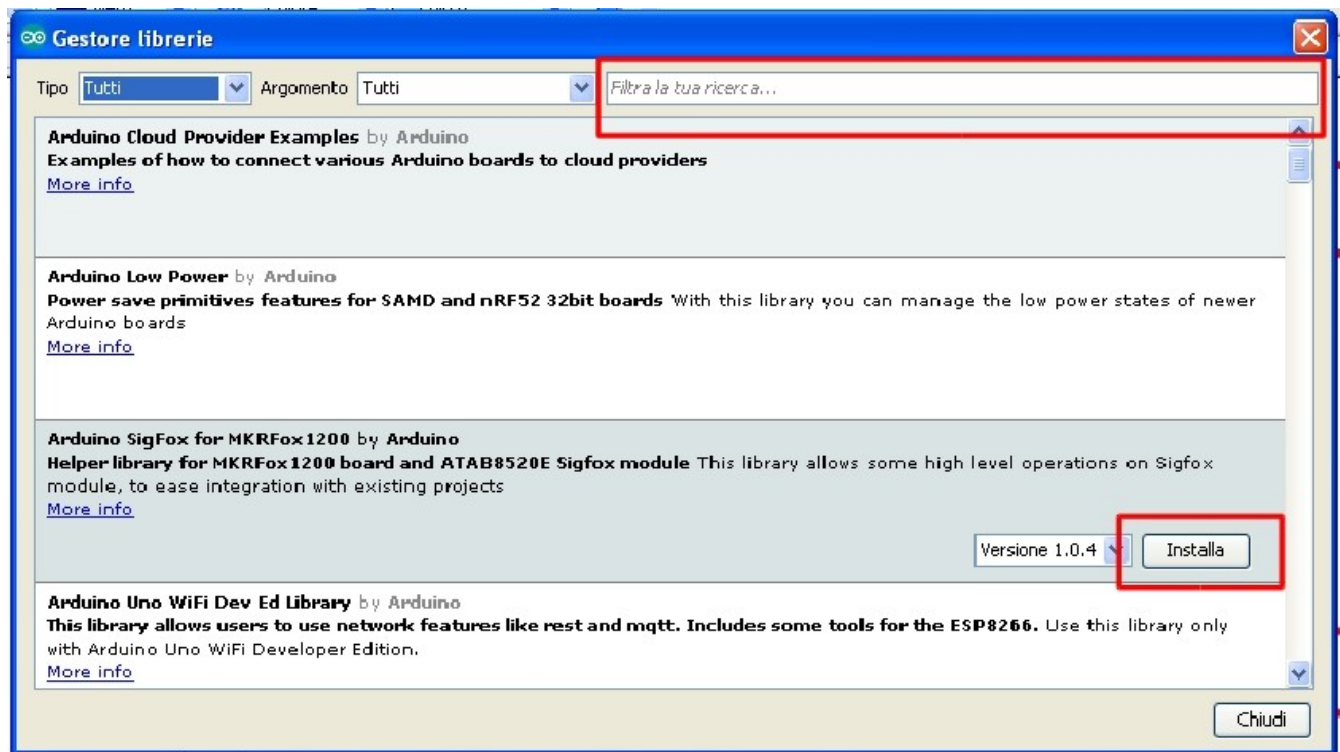 Gestore librerie
Tipo Tutti Argomento Tutti Filtra la tua ricerca...
Arduino Cloud Provider Examples by Arduino
Examples of how to connect various Arduino boards to cloud providers
More info
Arduino Low Power by Arduino
Power save primitives features for SAMD and nRF52 32bit boards With this library you can manage the low power states of newer
Arduino boards
More info
Arduino SigFox for MKRFox1200 by Arduino
Helper library for MKRFox1200 board and ATAB8520E Sigfox module This library allows some high level operations on Sigfox
module, to ease integration with existing projects
More info
Versione 1.0.4 Installa
Arduino Uno WiFi Dev Ed Library by Arduino
This library allows users to use network features like rest and mqtt. Includes some tools for the ESP8266. Use this library only
with Arduino Uno WiFi Developer Edition.
More info
Chiudi